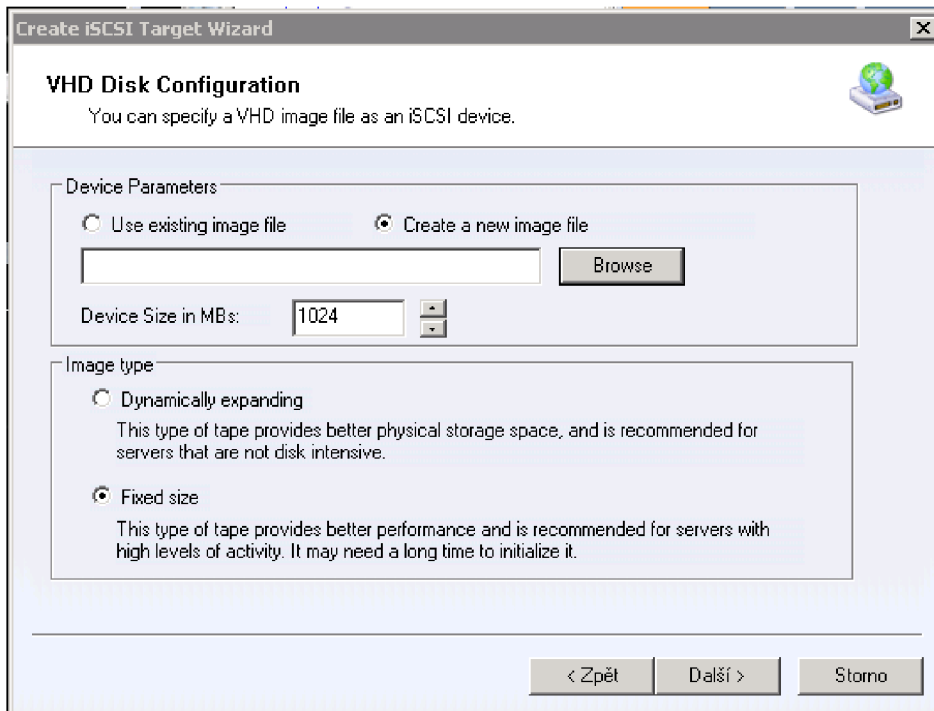 Create iSCSI Target Wizard
VHD Disk Configuration
You can specify a VHD image file as an iSCSI device.
Device Parameters
Use existing image file
Create a new image file
Browse
Device Size in MBs:
1024
Image type
Dynamically expanding
This type of tape provides better physical storage space, and is recommended for
servers that are not disk intensive.
Fixed size
This type of tape provides better performance and is recommended for servers with
high levels of activity. It may need a long time to initialize it.
< Zpět
Další >
Storno